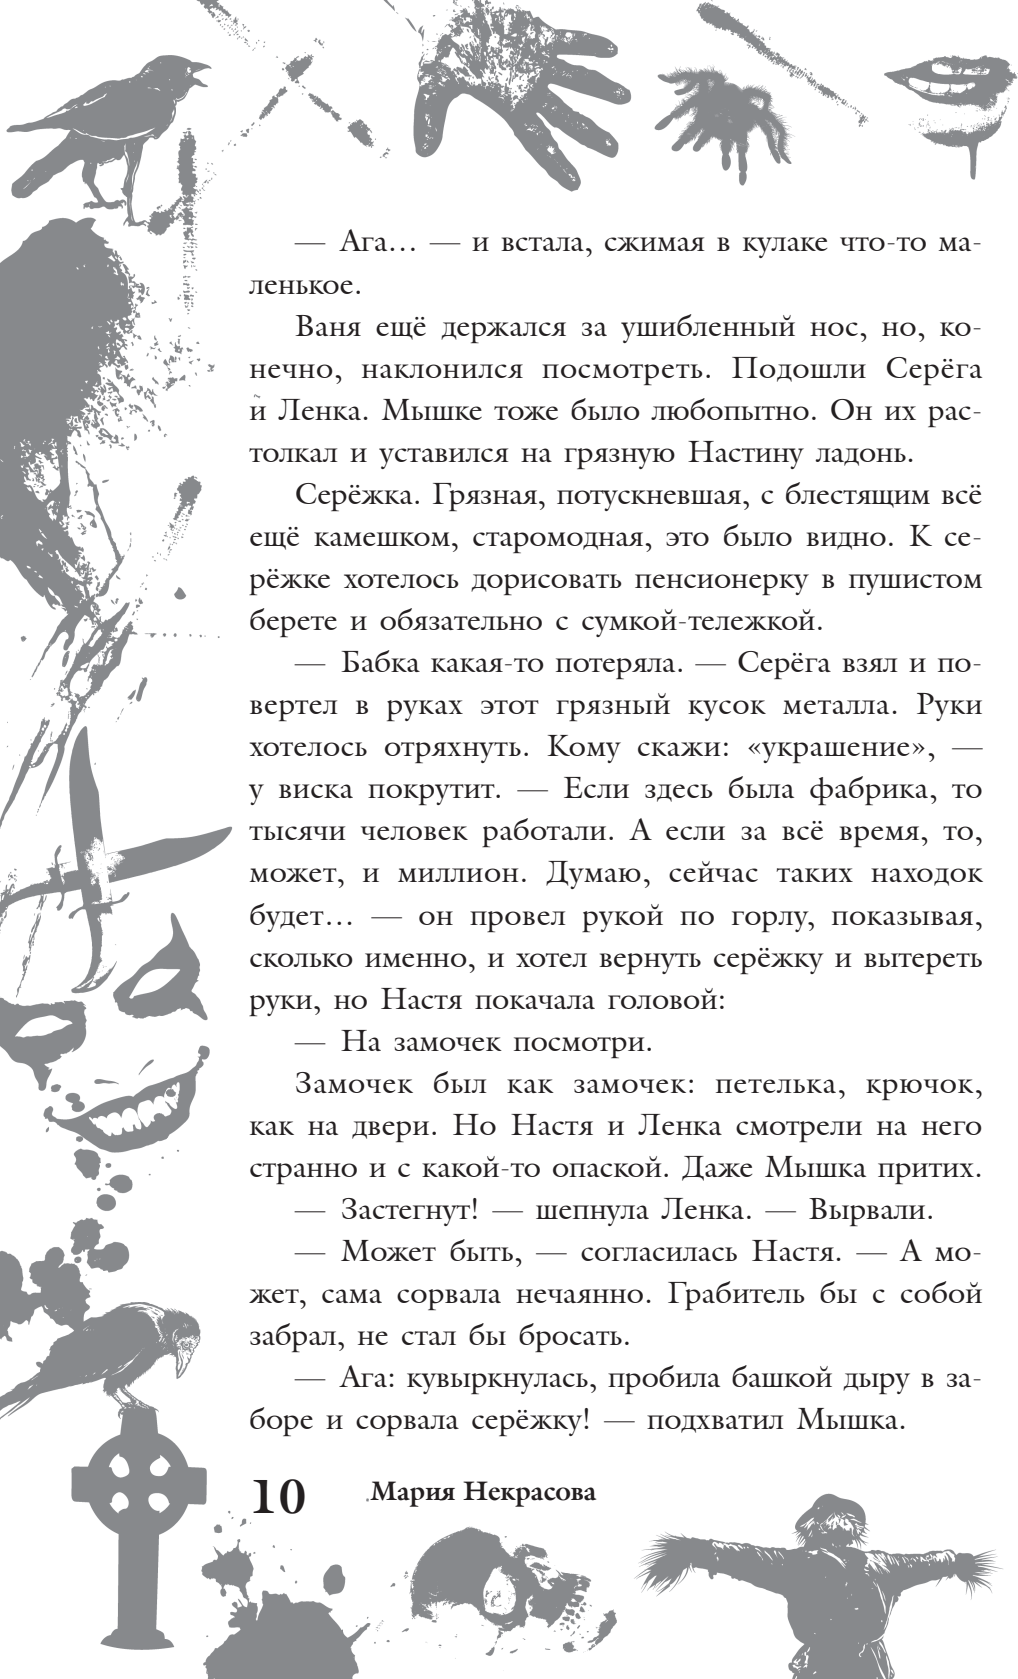 — Ага… — и встала, сжимая в кулаке что-то ма-
ленькое.
Ваня ещё держался за ушибленный нос, но, ко-
нечно, наклонился посмотреть. Подошли Серёга
и Ленка. Мышке тоже было любопытно. Он их рас-
толкал и уставился на грязную Настину ладонь.
Серёжка. Грязная, потускневшая, с блестящим всё
ещё камешком, старомодная, это было видно. К се-
рёжке хотелось дорисовать пенсионерку в пушистом
берете и обязательно с сумкой-тележкой.
— Бабка какая-то потеряла. — Серёга взял и по-
вертел в руках этот грязный кусок металла. Руки
хотелось отряхнуть. Кому скажи: «украшение», —
у виска покрутит. — Если здесь была фабрика, то
тысячи человек работали. А если за всё время, то,
может, и миллион. Думаю, сейчас таких находок
будет… — он провел рукой по горлу, показывая,
сколько именно, и хотел вернуть серёжку и вытереть
руки, но Настя покачала головой:
— На замочек посмотри.
Замочек был как замочек: петелька, крючок,
как на двери. Но Настя и Ленка смотрели на него
странно и с какой-то опаской. Даже Мышка притих.
— Застегнут! — шепнула Ленка. — Вырвали.
— Может быть, — согласилась Настя. — А мо-
жет, сама сорвала нечаянно. Грабитель бы с собой
забрал, не стал бы бросать.
— Ага: кувыркнулась, пробила башкой дыру в за-
боре и сорвала серёжку! — подхватил Мышка.
10 Мария Некрасова